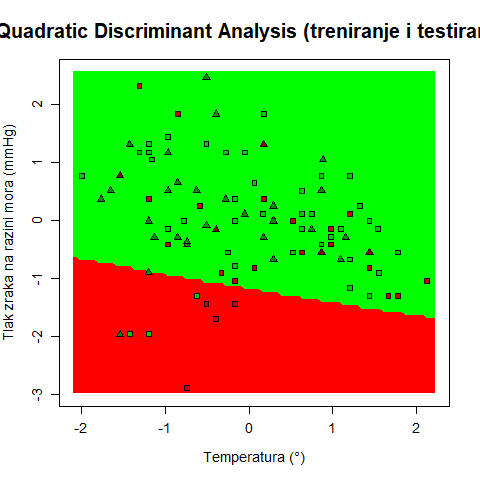 Quadratic Discriminant Analysis (treniranje i testiran
Tlak zraka na razini mora (mmHg)
2
1
0
-1
-2
-3
-2 -1 0 1 2
Temperatura (°)